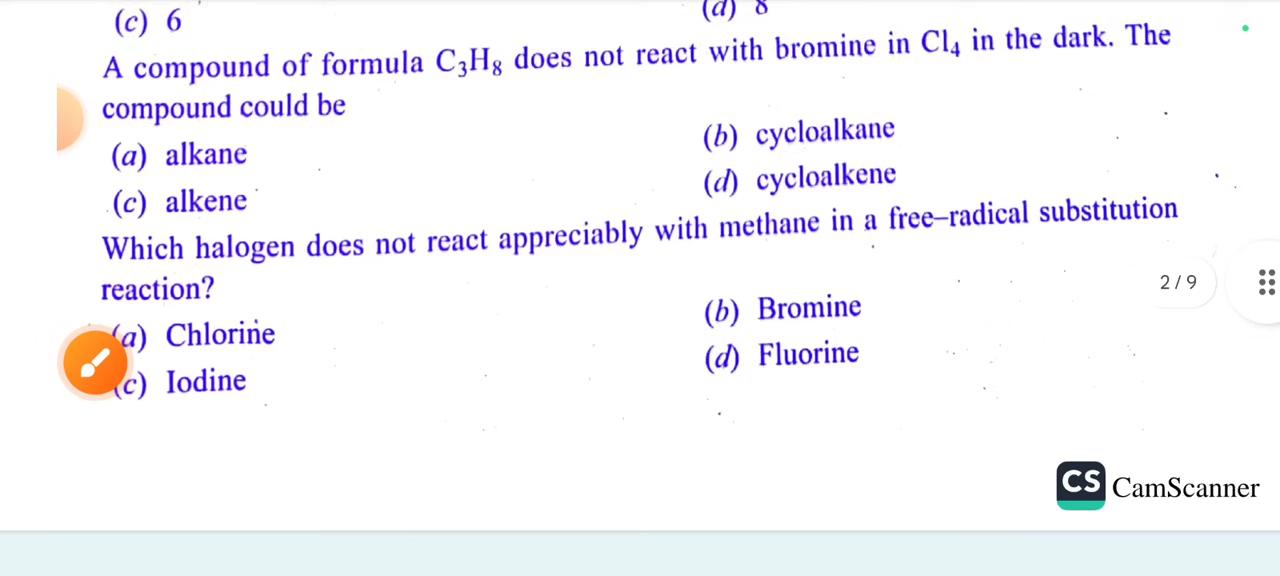 (c) 6 (d) 8
A compound of formula C₃H₈ does not react with bromine in Cl₄ in the dark. The
compound could be
(a) alkane (b) cycloalkane
(c) alkene (d) cycloalkene
Which halogen does not react appreciably with methane in a free–radical substitution
reaction?
2 / 9
(a) Chlorine (b) Bromine
(c) Iodine (d) Fluorine
CS CamScanner